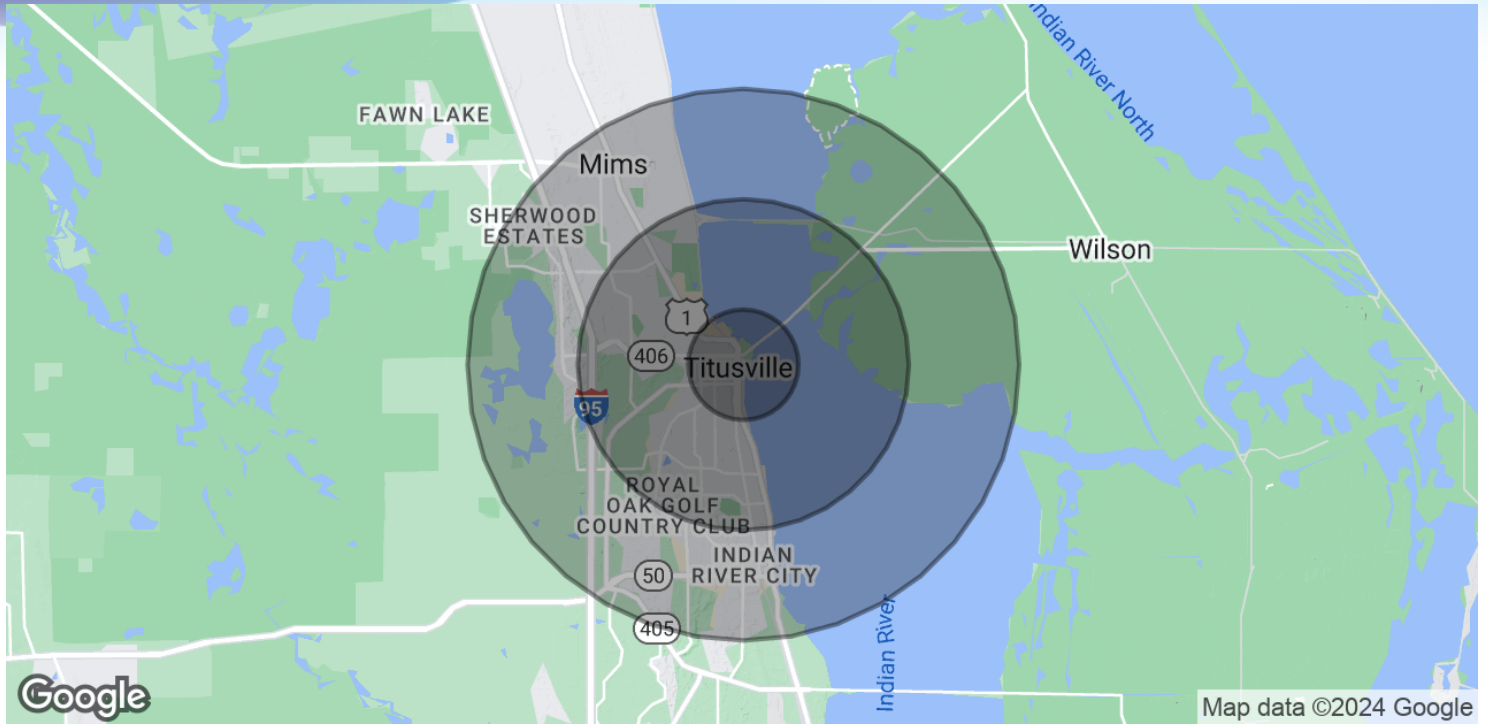 Indian River North
FAWN LAKE
Mims
SHERWOOD
ESTATES
Wilson
1
406
Titusville
95
ROYAL
OAK GOLF
COUNTRY CLUB
INDIAN
RIVER CITY
50
405
Indian River
Google
Map data ©2024 Google